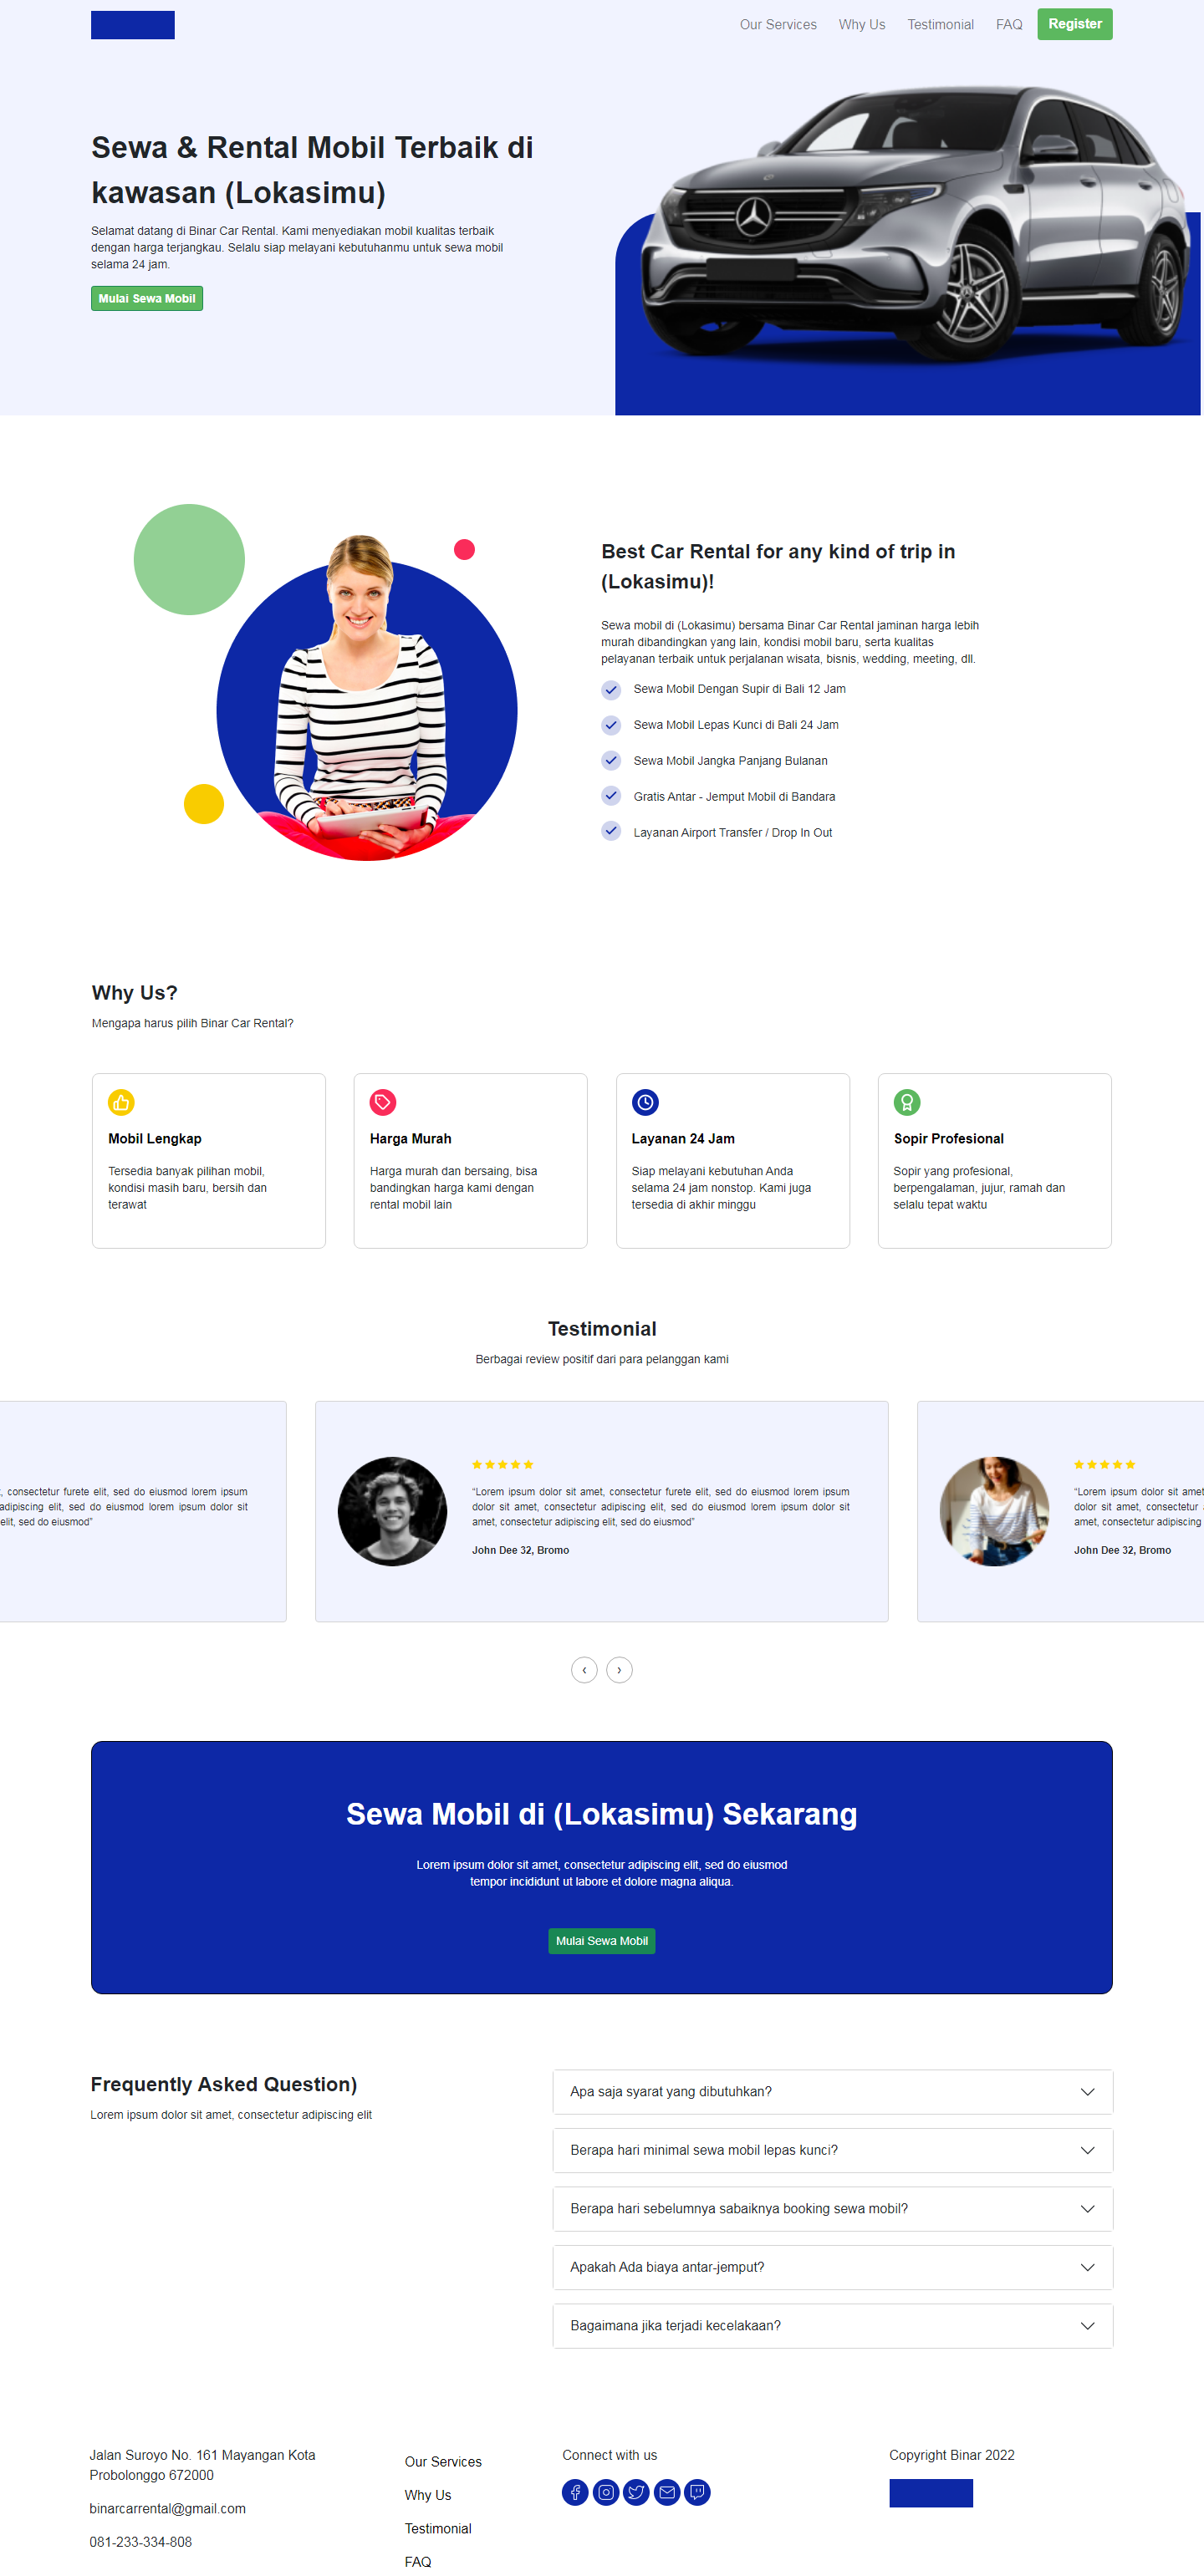 Our Services Why Us Testimonial FAQ Register
Sewa & Rental Mobil Terbaik di
kawasan (Lokasimu)
Selamat datang di Binar Car Rental. Kami menyediakan mobil kualitas terbaik
dengan harga terjangkau. Selalu siap melayani kebutuhanmu untuk sewa mobil
selama 24 jam.
Mulai Sewa Mobil
Best Car Rental for any kind of trip in
(Lokasimu)!
Sewa mobil di (Lokasimu) bersama Binar Car Rental jaminan harga lebih
murah dibandingkan yang lain, kondisi mobil baru, serta kualitas
pelayanan terbaik untuk perjalanan wisata, bisnis, wedding, meeting, dll.
Sewa Mobil Dengan Supir di Bali 12 Jam
Sewa Mobil Lepas Kunci di Bali 24 Jam
Sewa Mobil Jangka Panjang Bulanan
Gratis Antar - Jemput Mobil di Bandara
Layanan Airport Transfer / Drop In Out
Why Us?
Mengapa harus pilih Binar Car Rental?
Mobil Lengkap
Tersedia banyak pilihan mobil,
kondisi masih baru, bersih dan
terawat
Harga Murah
Harga murah dan bersaing, bisa
bandingkan harga kami dengan
rental mobil lain
Layanan 24 Jam
Siap melayani kebutuhan Anda
selama 24 jam nonstop. Kami juga
tersedia di akhir minggu
Sopir Profesional
Sopir yang profesional,
berpengalaman, jujur, ramah dan
selalu tepat waktu
Testimonial
Berbagai review positif dari para pelanggan kami
, consectetur furete elit, sed do eiusmod lorem ipsum
adipiscing elit, sed do eiusmod lorem ipsum dolor sit
elit, sed do eiusmod”
“Lorem ipsum dolor sit amet, consectetur furete elit, sed do eiusmod lorem ipsum
dolor sit amet, consectetur adipiscing elit, sed do eiusmod lorem ipsum dolor sit
amet, consectetur adipiscing elit, sed do eiusmod”
John Dee 32, Bromo
“Lorem ipsum dolor sit amet
dolor sit amet, consectetur
amet, consectetur adipiscing
John Dee 32, Bromo
‹ ›
Sewa Mobil di (Lokasimu) Sekarang
Lorem ipsum dolor sit amet, consectetur adipiscing elit, sed do eiusmod
tempor incididunt ut labore et dolore magna aliqua.
Mulai Sewa Mobil
Frequently Asked Question)
Lorem ipsum dolor sit amet, consectetur adipiscing elit
Apa saja syarat yang dibutuhkan?
Berapa hari minimal sewa mobil lepas kunci?
Berapa hari sebelumnya sabaiknya booking sewa mobil?
Apakah Ada biaya antar-jemput?
Bagaimana jika terjadi kecelakaan?
Jalan Suroyo No. 161 Mayangan Kota
Probolonggo 672000
binarcarrental@gmail.com
081-233-334-808
Our Services
Why Us
Testimonial
FAQ
Connect with us
Copyright Binar 2022